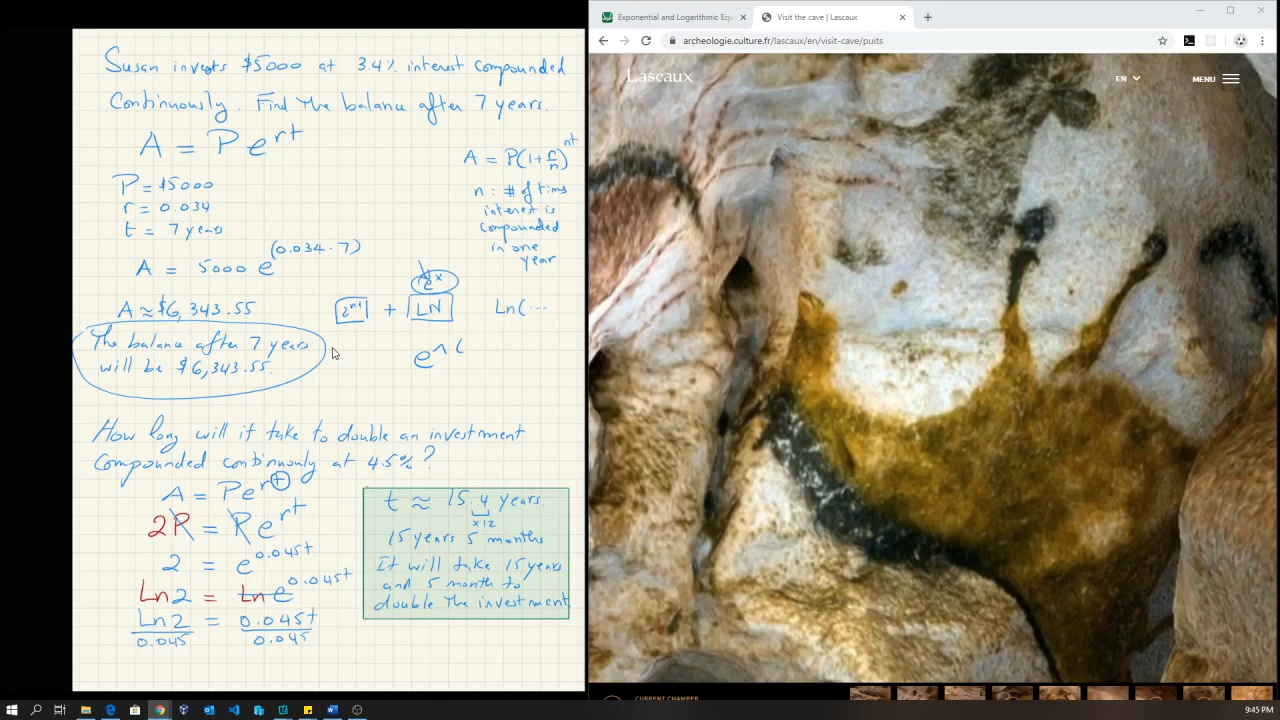 Susan invests $5000 at 3.4% interest compounded
Continuously. Find the balance after 7 years.
A = Pe^rt
P = $5000
r = 0.034
t = 7 years
A = 5000 e^(0.034·7)
A ≈ $6,343.55
The balance after 7 years
will be $6,343.55.
A = P(1+r/n)^nt
n : # of times
interest is
compounded
in one
year
e^x
2nd + LN Ln(...
e^(
How long will it take to double an investment
Compounded continuouly at 4.5%?
A = Pe^rt
2P = Pe^rt
2 = e^0.045t
Ln2 = Ln e^0.045t
Ln2 = 0.045t
0.045 0.045
t ≈ 15.4 years.
x12
15 years 5 months
It will take 15 years
and 5 month to
double the investment
Exponential and Logarithmic Equ
Visit the cave | Lascaux
archeologie.culture.fr/lascaux/en/visit-cave/puits
Lascaux
EN
MENU
CURRENT CHAMBER
9:45 PM